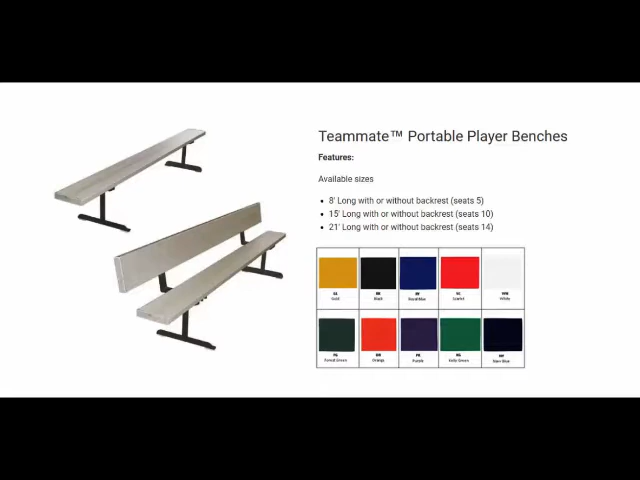 Teammate™ Portable Player Benches
Features:
Available sizes
• 8' Long with or without backrest (seats 5)
• 15' Long with or without backrest (seats 10)
• 21' Long with or without backrest (seats 14)
Gold Black Royal Blue Scarlet White
Forest Green Orange Purple Kelly Green Navy Blue